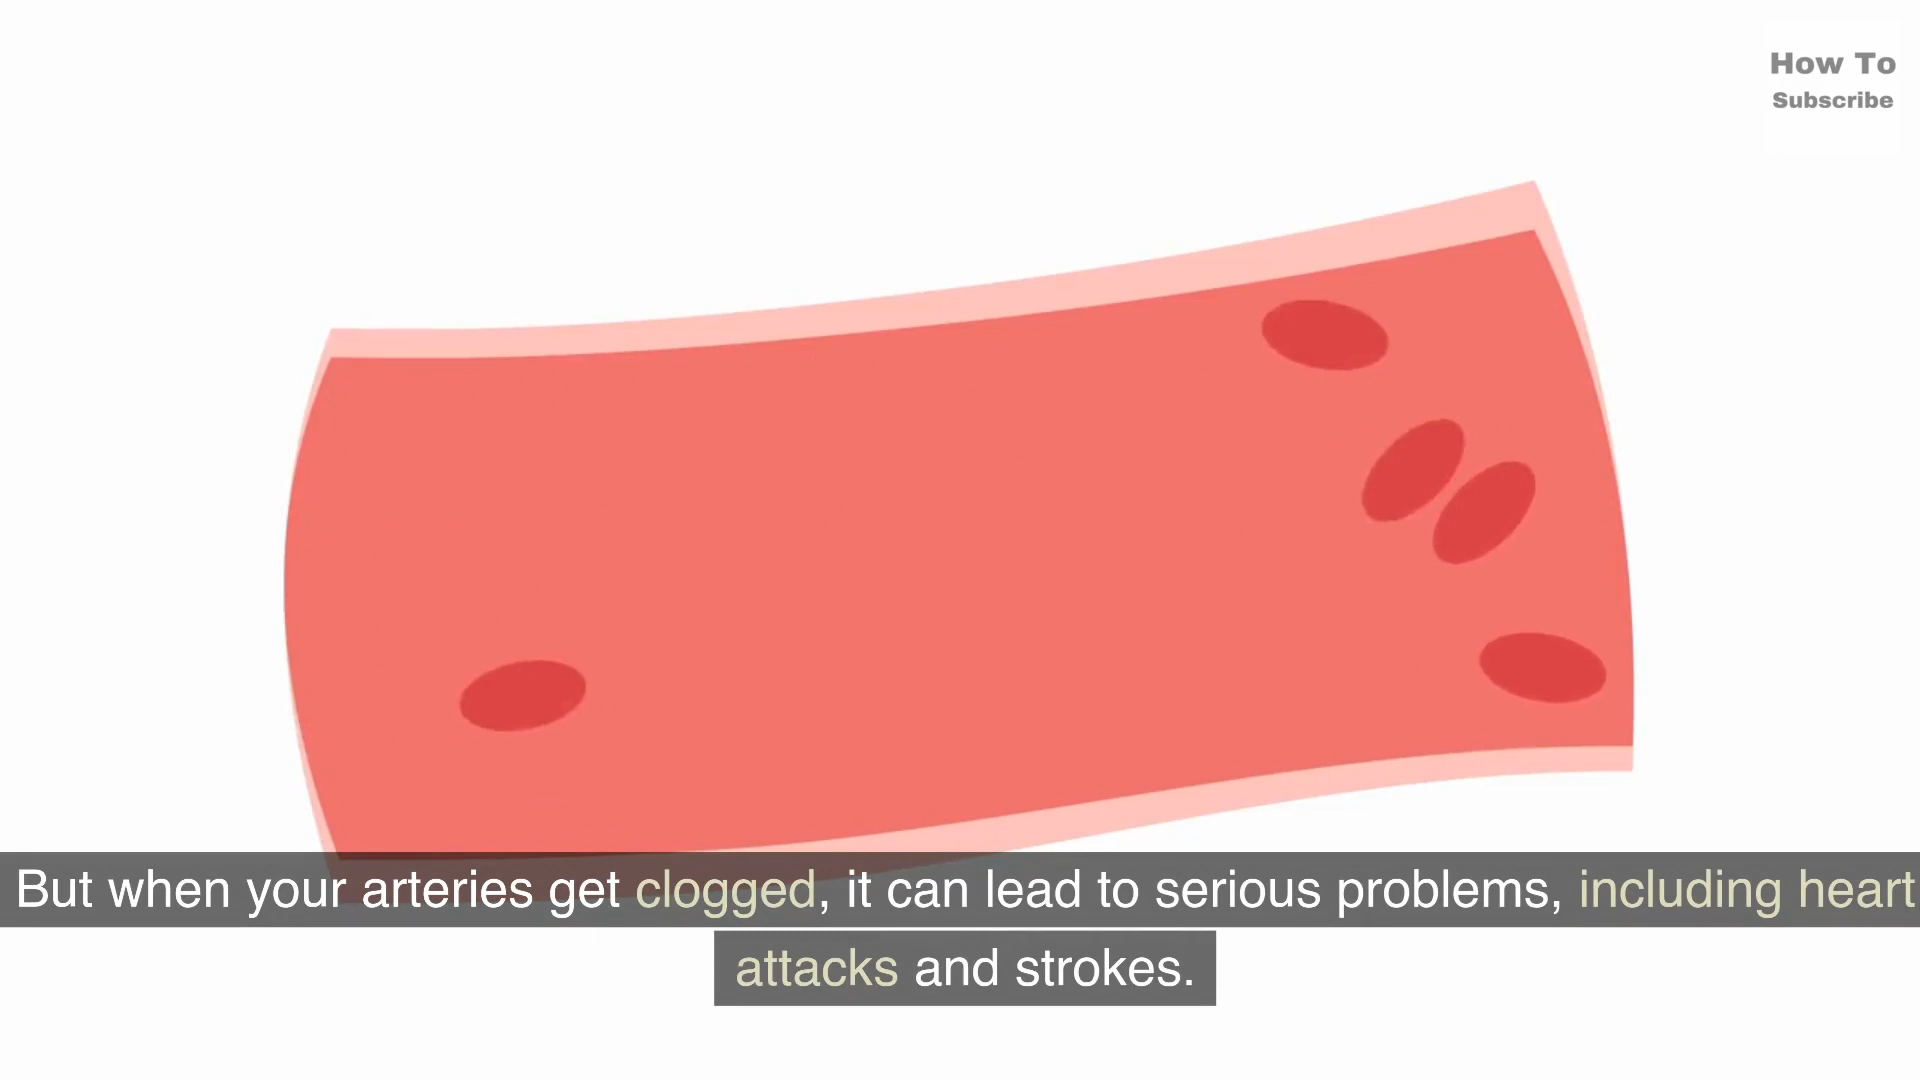 How To
Subscribe
But when your arteries get clogged, it can lead to serious problems, including heart
attacks and strokes.